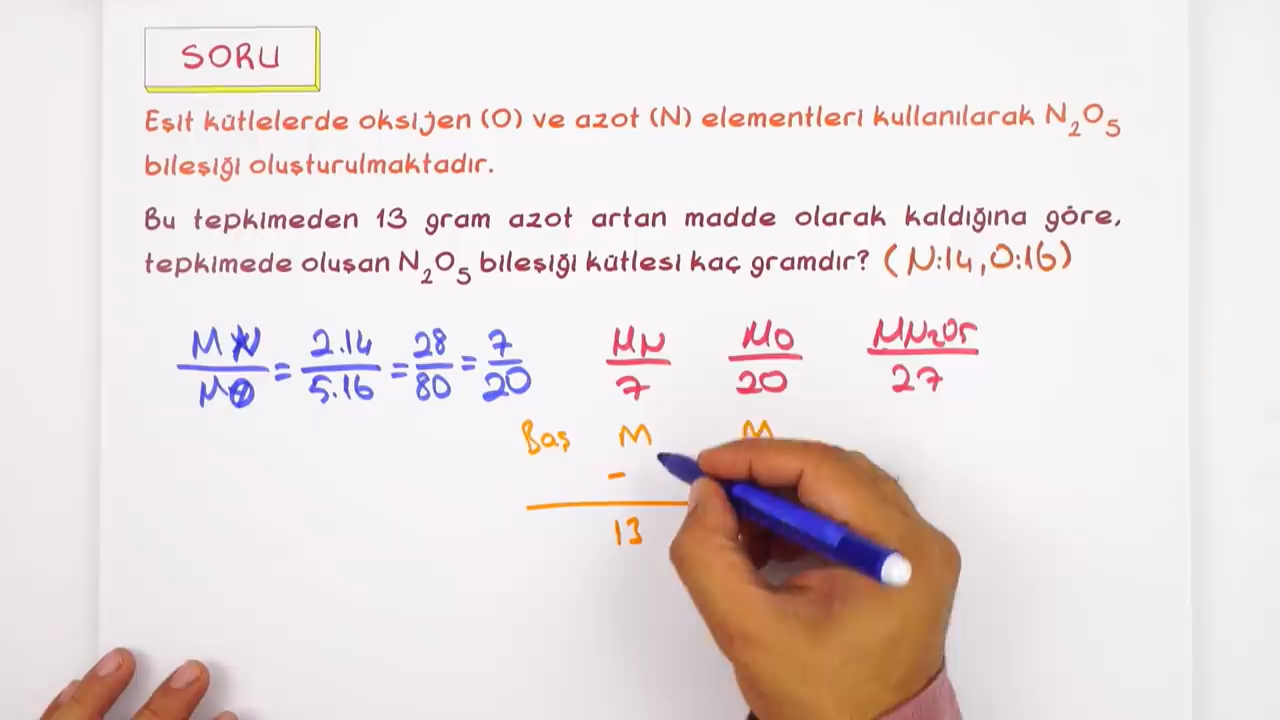 SORU
Eşit kütlelerde oksijen (O) ve azot (N) elementleri kullanılarak N₂O₅
bileşiği oluşturulmaktadır.
Bu tepkimeden 13 gram azot artan madde olarak kaldığına göre,
tepkimede oluşan N₂O₅ bileşiği kütlesi kaç gramdır? (N:14, O:16)
MN/MO = 2.14/5.16 = 28/80 = 7/20
MN/7 MO/20 MN₂O₅/27
Baş M M
-
13